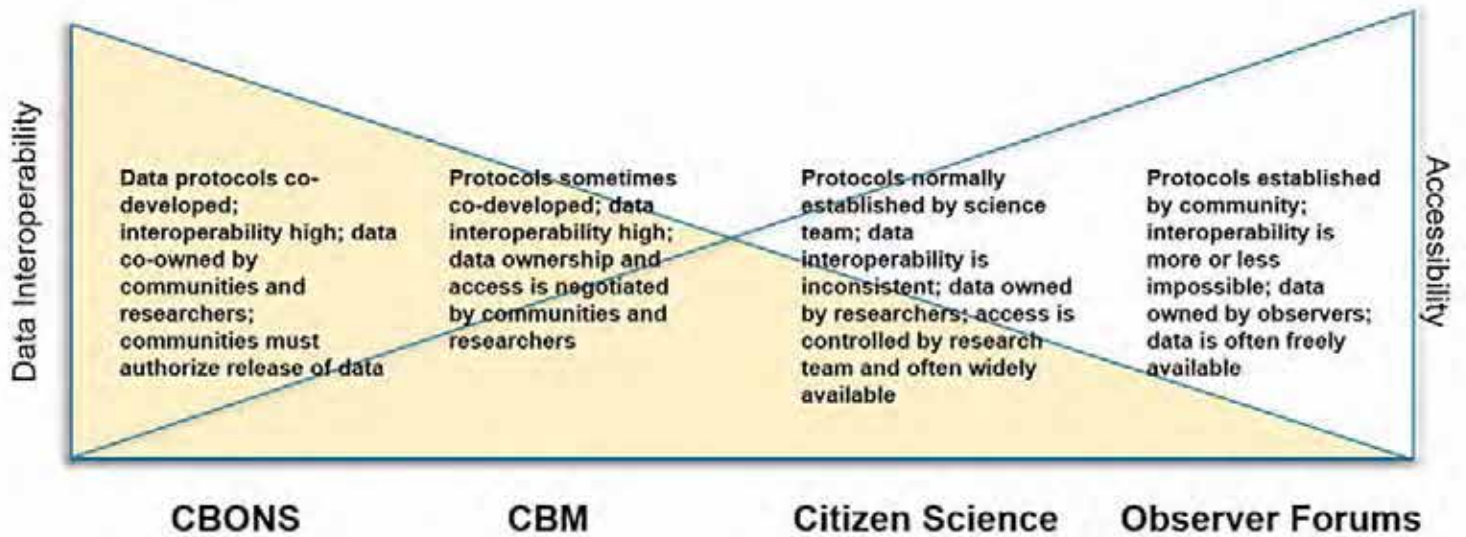 Data Interoperability
Data protocols co-
developed;
interoperability high; data
co-owned by
communities and
researchers;
communities must
authorize release of data
Protocols sometimes
co-developed; data
interoperability high;
data ownership and
access is negotiated
by communities and
researchers
Protocols normally
established by science
team; data
interoperability is
inconsistent; data owned
by researchers; access is
controlled by research
team and often widely
available
Protocols established
by community;
interoperability is
more or less
impossible; data
owned by observers;
data is often freely
available
Accessibility
CBONS
CBM
Citizen Science
Observer Forums